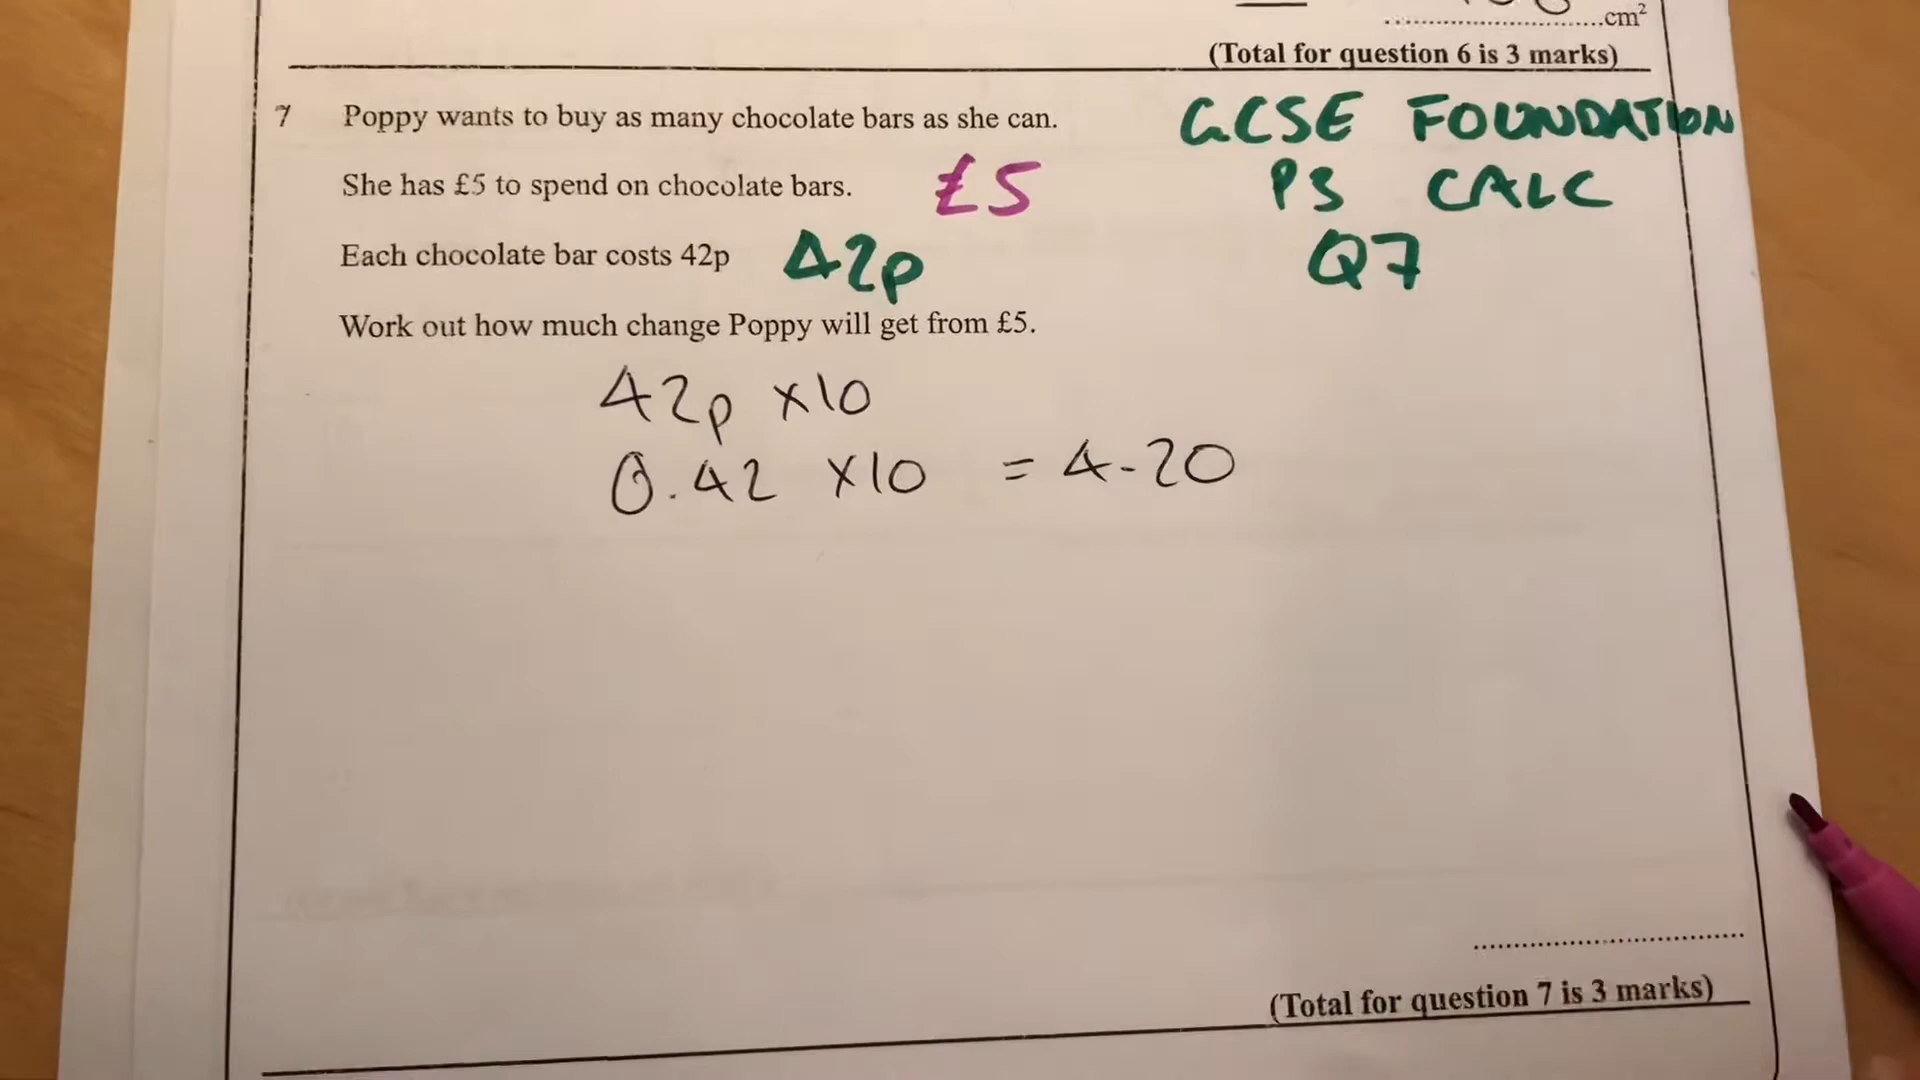 cm²
(Total for question 6 is 3 marks)
7 Poppy wants to buy as many chocolate bars as she can.
GCSE FOUNDATION
She has £5 to spend on chocolate bars. £5
P3 CALC
Each chocolate bar costs 42p 42p
Q7
Work out how much change Poppy will get from £5.
42p ×10
0.42 ×10 = 4.20
(Total for question 7 is 3 marks)